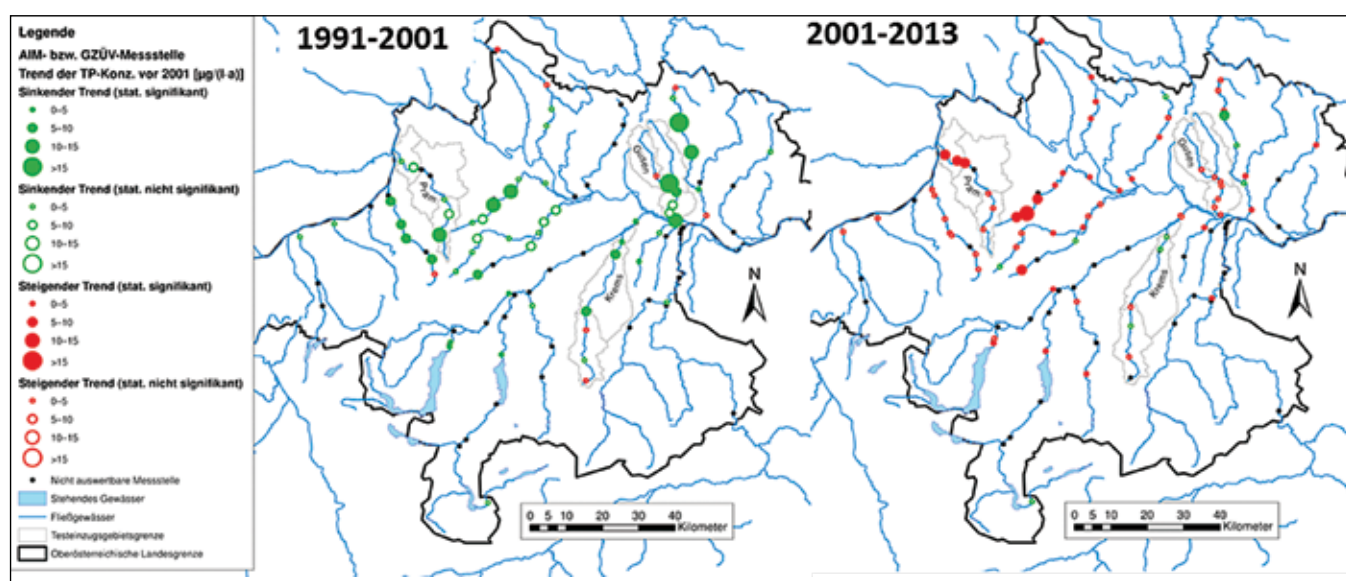 Legende
AIM- bzw. GZÜV-Messstelle
Trend der TP-Konz. vor 2001 [µg/(l·a)]
Sinkender Trend (stat. signifikant)
0–5
5–10
10–15
>15
Sinkender Trend (stat. nicht signifikant)
0–5
5–10
10–15
>15
Steigender Trend (stat. signifikant)
0–5
5–10
10–15
>15
Steigender Trend (stat. nicht signifikant)
0–5
5–10
10–15
>15
Nicht auswertbare Messstelle
Stehendes Gewässer
Fließgewässer
Testeinzugsgebietsgrenze
Oberösterreichische Landesgrenze
1991-2001
Pram
Gusen
Krems
N
0 5 10 20 30 40
Kilometer
2001-2013
Pram
Gusen
Krems
N
0 5 10 20 30 40
Kilometer